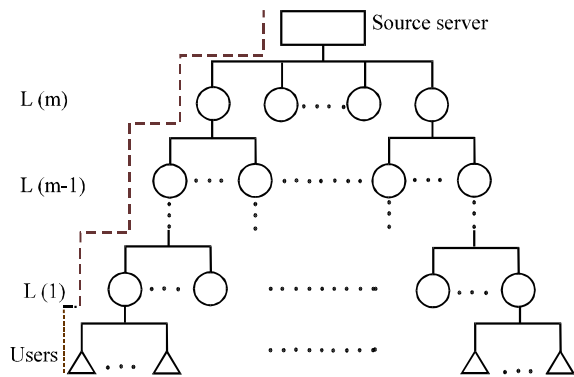 Source server
L (m)
L (m-1)
L (1)
Users